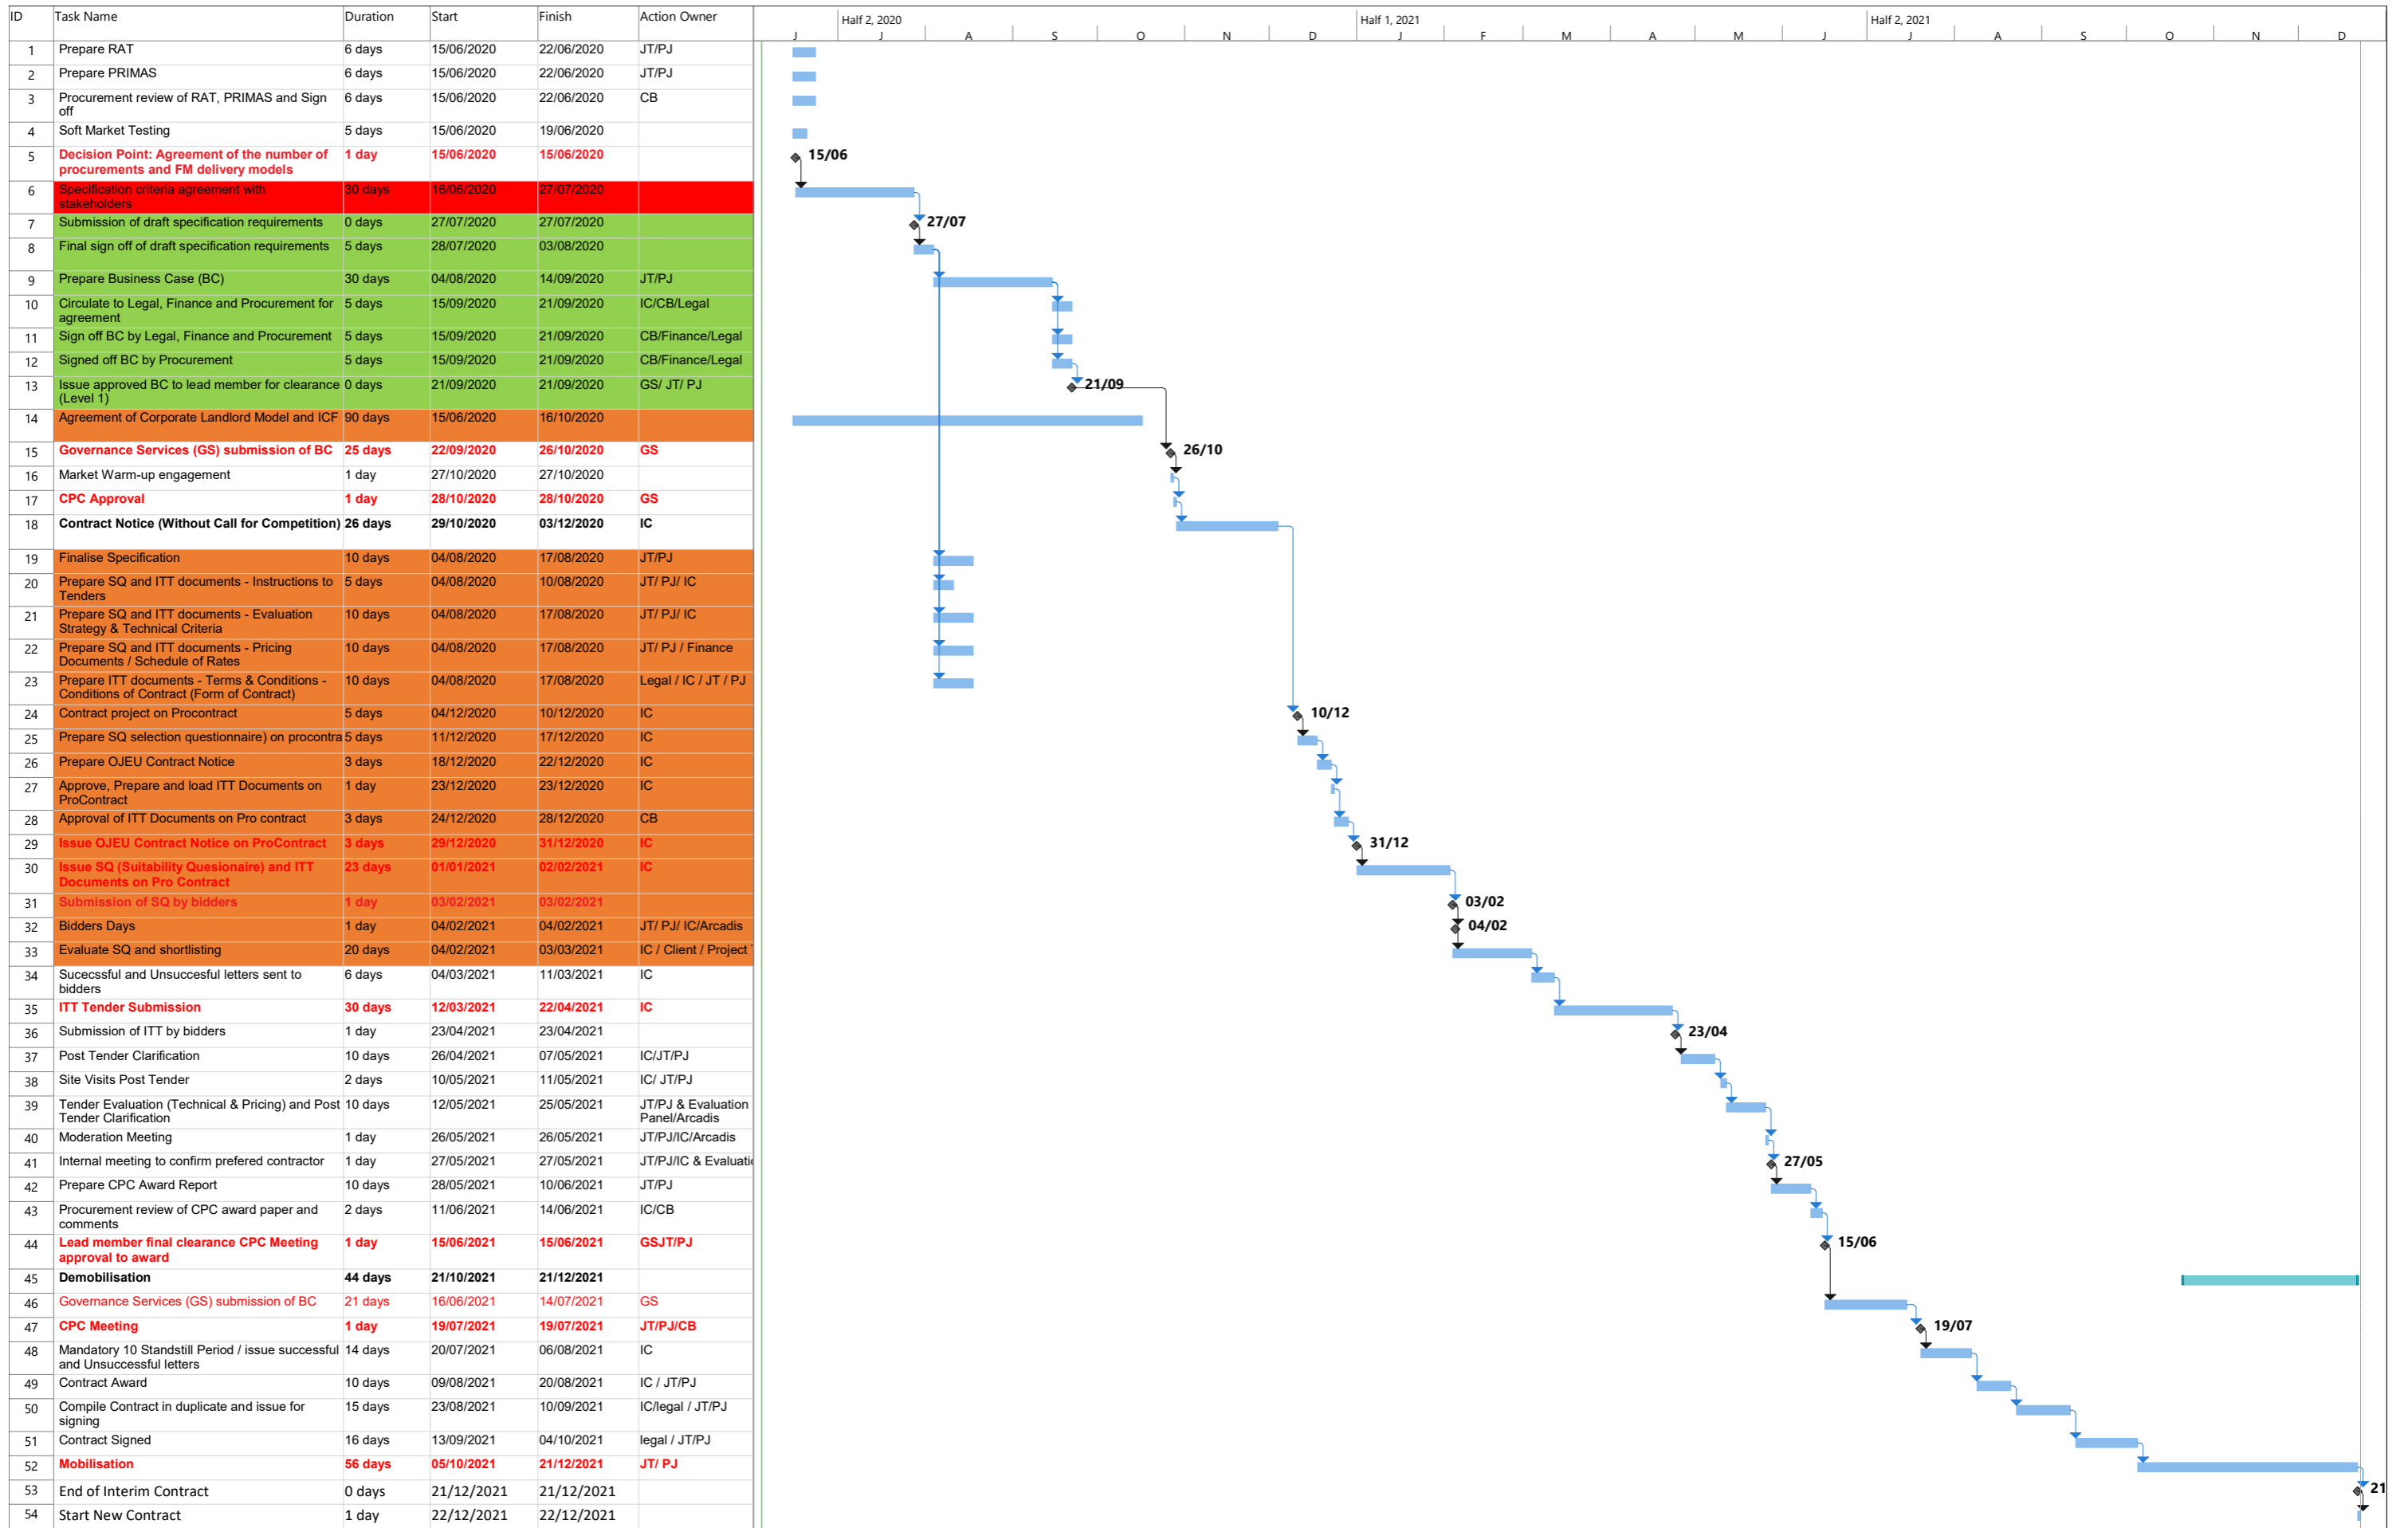 ID Task Name Duration Start Finish Action Owner
Half 2, 2020 Half 1, 2021 Half 2, 2021
J J A S O N D J F M A M J J A S O N D
1 Prepare RAT 6 days 15/06/2020 22/06/2020 JT/PJ
2 Prepare PRIMAS 6 days 15/06/2020 22/06/2020 JT/PJ
3 Procurement review of RAT, PRIMAS and Sign 6 days 15/06/2020 22/06/2020 CB
off
4 Soft Market Testing 5 days 15/06/2020 19/06/2020
5 Decision Point: Agreement of the number of 1 day 15/06/2020 15/06/2020 15/06
procurements and FM delivery models
6 Specification criteria agreement with 30 days 16/06/2020 27/07/2020
stakeholders
7 Submission of draft specification requirements 0 days 27/07/2020 27/07/2020 27/07
8 Final sign off of draft specification requirements 5 days 28/07/2020 03/08/2020
9 Prepare Business Case (BC) 30 days 04/08/2020 14/09/2020 JT/PJ
10 Circulate to Legal, Finance and Procurement for 5 days 15/09/2020 21/09/2020 IC/CB/Legal
agreement
11 Sign off BC by Legal, Finance and Procurement 5 days 15/09/2020 21/09/2020 CB/Finance/Legal
12 Signed off BC by Procurement 5 days 15/09/2020 21/09/2020 CB/Finance/Legal
13 Issue approved BC to lead member for clearance 0 days 21/09/2020 21/09/2020 GS/ JT/ PJ 21/09
(Level 1)
14 Agreement of Corporate Landlord Model and ICF 90 days 15/06/2020 16/10/2020
15 Governance Services (GS) submission of BC 25 days 22/09/2020 26/10/2020 GS 26/10
16 Market Warm-up engagement 1 day 27/10/2020 27/10/2020
17 CPC Approval 1 day 28/10/2020 28/10/2020 GS
18 Contract Notice (Without Call for Competition) 26 days 29/10/2020 03/12/2020 IC
19 Finalise Specification 10 days 04/08/2020 17/08/2020 JT/PJ
20 Prepare SQ and ITT documents - Instructions to 5 days 04/08/2020 10/08/2020 JT/ PJ/ IC
Tenders
21 Prepare SQ and ITT documents - Evaluation 10 days 04/08/2020 17/08/2020 JT/ PJ/ IC
Strategy & Technical Criteria
22 Prepare SQ and ITT documents - Pricing 10 days 04/08/2020 17/08/2020 JT/ PJ / Finance
Documents / Schedule of Rates
23 Prepare ITT documents - Terms & Conditions - 10 days 04/08/2020 17/08/2020 Legal / IC / JT / PJ
Conditions of Contract (Form of Contract)
24 Contract project on Procontract 5 days 04/12/2020 10/12/2020 IC 10/12
25 Prepare SQ selection questionnaire) on procontra 5 days 11/12/2020 17/12/2020 IC
26 Prepare OJEU Contract Notice 3 days 18/12/2020 22/12/2020 IC
27 Approve, Prepare and load ITT Documents on 1 day 23/12/2020 23/12/2020 IC
ProContract
28 Approval of ITT Documents on Pro contract 3 days 24/12/2020 28/12/2020 CB
29 Issue OJEU Contract Notice on ProContract 3 days 29/12/2020 31/12/2020 IC 31/12
30 Issue SQ (Suitability Quesionaire) and ITT 23 days 01/01/2021 02/02/2021 IC
Documents on Pro Contract
31 Submission of SQ by bidders 1 day 03/02/2021 03/02/2021 03/02
32 Bidders Days 1 day 04/02/2021 04/02/2021 JT/ PJ/ IC/Arcadis 04/02
33 Evaluate SQ and shortlisting 20 days 04/02/2021 03/03/2021 IC / Client / Project
34 Sucecssful and Unsuccesful letters sent to 6 days 04/03/2021 11/03/2021 IC
bidders
35 ITT Tender Submission 30 days 12/03/2021 22/04/2021 IC
36 Submission of ITT by bidders 1 day 23/04/2021 23/04/2021 23/04
37 Post Tender Clarification 10 days 26/04/2021 07/05/2021 IC/JT/PJ
38 Site Visits Post Tender 2 days 10/05/2021 11/05/2021 IC/ JT/PJ
39 Tender Evaluation (Technical & Pricing) and Post 10 days 12/05/2021 25/05/2021 JT/PJ & Evaluation
Tender Clarification Panel/Arcadis
40 Moderation Meeting 1 day 26/05/2021 26/05/2021 JT/PJ/IC/Arcadis
41 Internal meeting to confirm prefered contractor 1 day 27/05/2021 27/05/2021 JT/PJ/IC & Evaluatio 27/05
42 Prepare CPC Award Report 10 days 28/05/2021 10/06/2021 JT/PJ
43 Procurement review of CPC award paper and 2 days 11/06/2021 14/06/2021 IC/CB
comments
44 Lead member final clearance CPC Meeting 1 day 15/06/2021 15/06/2021 GSJT/PJ 15/06
approval to award
45 Demobilisation 44 days 21/10/2021 21/12/2021
46 Governance Services (GS) submission of BC 21 days 16/06/2021 14/07/2021 GS
47 CPC Meeting 1 day 19/07/2021 19/07/2021 JT/PJ/CB 19/07
48 Mandatory 10 Standstill Period / issue successful 14 days 20/07/2021 06/08/2021 IC
and Unsuccessful letters
49 Contract Award 10 days 09/08/2021 20/08/2021 IC / JT/PJ
50 Compile Contract in duplicate and issue for 15 days 23/08/2021 10/09/2021 IC/legal / JT/PJ
signing
51 Contract Signed 16 days 13/09/2021 04/10/2021 legal / JT/PJ
52 Mobilisation 56 days 05/10/2021 21/12/2021 JT/ PJ
53 End of Interim Contract 0 days 21/12/2021 21/12/2021 21
54 Start New Contract 1 day 22/12/2021 22/12/2021